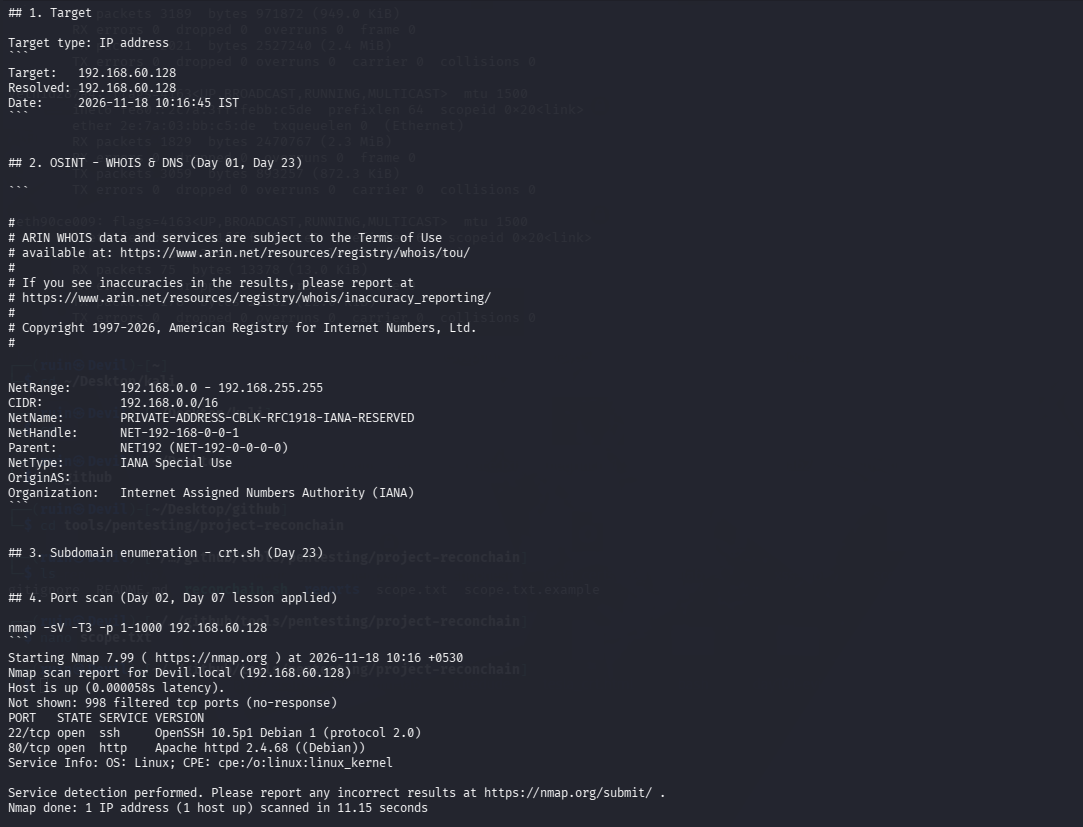 ## 1. Target
Target type: IP address
```
Target:   192.168.60.128
Resolved: 192.168.60.128
Date:     2026-11-18 10:16:45 IST
```
## 2. OSINT - WHOIS & DNS (Day 01, Day 23)
```
#
# ARIN WHOIS data and services are subject to the Terms of Use
# available at: https://www.arin.net/resources/registry/whois/tou/
#
# If you see inaccuracies in the results, please report at
# https://www.arin.net/resources/registry/whois/inaccuracy_reporting/
#
# Copyright 1997-2026, American Registry for Internet Numbers, Ltd.
#
NetRange:       192.168.0.0 - 192.168.255.255
CIDR:           192.168.0.0/16
NetName:        PRIVATE-ADDRESS-CBLK-RFC1918-IANA-RESERVED
NetHandle:      NET-192-168-0-0-1
Parent:         NET192 (NET-192-0-0-0-0)
NetType:        IANA Special Use
OriginAS:
Organization:   Internet Assigned Numbers Authority (IANA)
```
## 3. Subdomain enumeration - crt.sh (Day 23)
## 4. Port scan (Day 02, Day 07 lesson applied)
nmap -sV -T3 -p 1-1000 192.168.60.128
```
Starting Nmap 7.99 ( https://nmap.org ) at 2026-11-18 10:16 +0530
Nmap scan report for Devil.local (192.168.60.128)
Host is up (0.000058s latency).
Not shown: 998 filtered tcp ports (no-response)
PORT   STATE SERVICE VERSION
22/tcp open  ssh     OpenSSH 10.5p1 Debian 1 (protocol 2.0)
80/tcp open  http    Apache httpd 2.4.68 ((Debian))
Service Info: OS: Linux; CPE: cpe:/o:linux:linux_kernel
Service detection performed. Please report any incorrect results at https://nmap.org/submit/ .
Nmap done: 1 IP address (1 host up) scanned in 11.15 seconds